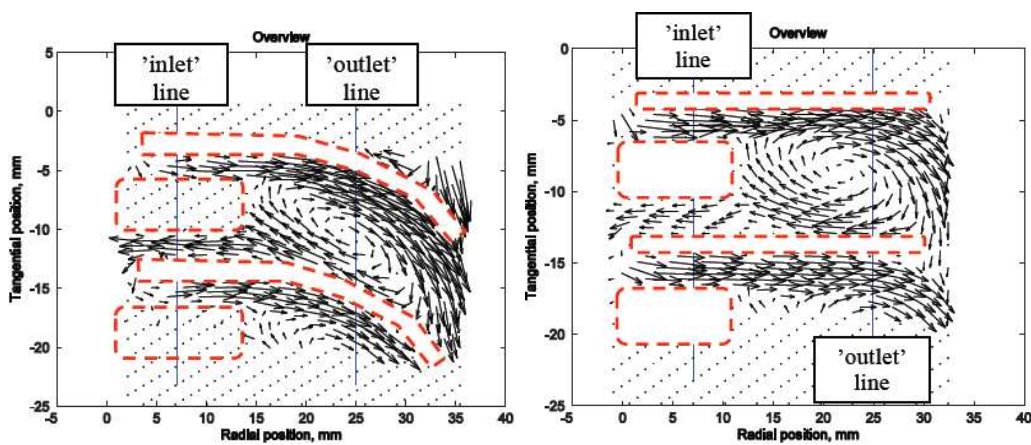 Overview
'inlet'
line
'outlet'
line
5
0
-5
-10
-15
-20
-25
Tangential position, mm
-5 0 5 10 15 20 25 30 35 40
Radial position, mm
Overview
'inlet'
line
0
-5
-10
-15
-20
-25
Tangential position, mm
'outlet'
line
-5 0 5 10 15 20 25 30 35 40
Radial position, mm